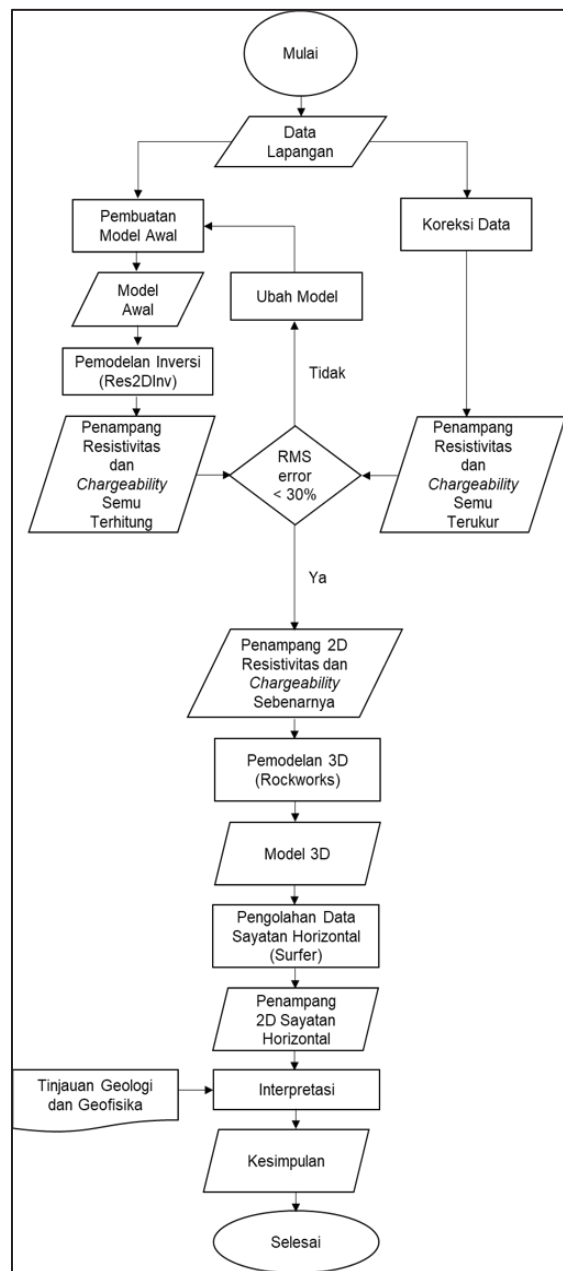 Mulai
Data
Lapangan
Pembuatan
Model Awal
Koreksi Data
Model
Awal
Ubah Model
Pemodelan Inversi
(Res2DInv)
Tidak
Penampang
Resistivitas
dan
Chargeability
Semu
Terhitung
RMS
error
< 30%
Penampang
Resistivitas
dan
Chargeability
Semu
Terukur
Ya
Penampang 2D
Resistivitas dan
Chargeability
Sebenarnya
Pemodelan 3D
(Rockworks)
Model 3D
Pengolahan Data
Sayatan Horizontal
(Surfer)
Penampang
2D Sayatan
Horizontal
Tinjauan Geologi
dan Geofisika
Interpretasi
Kesimpulan
Selesai